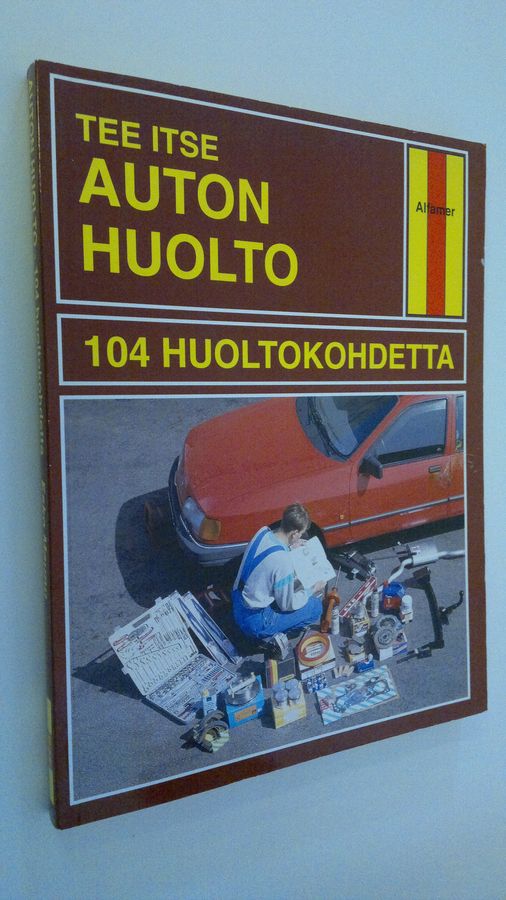 TEE ITSE
AUTON
HUOLTO
Alfamer
104 HUOLTOKOHDETTA